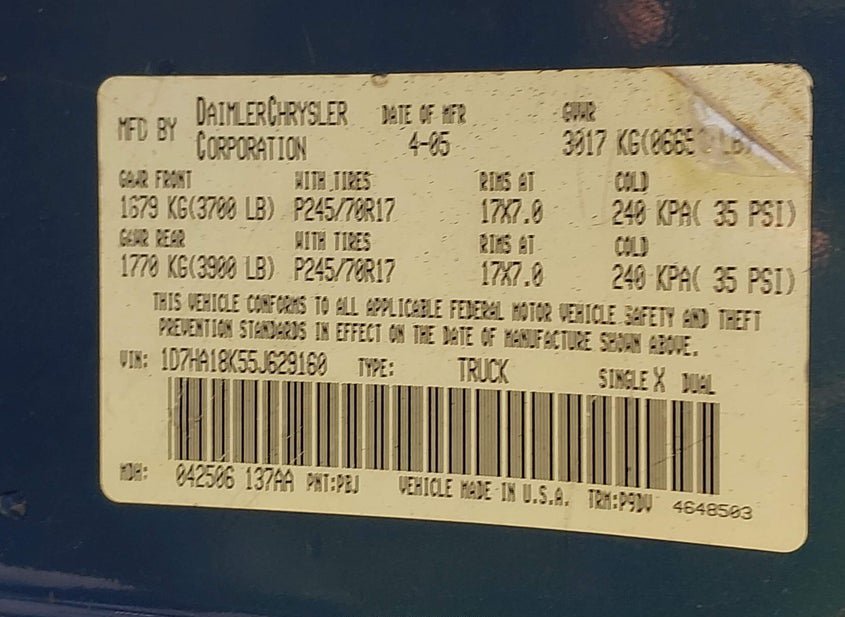 MFD BY DAIMLERCHRYSLER CORPORATION DATE OF MFR 4-05 GVWR 3017 KG( LB)
GAWR FRONT WITH TIRES RIMS AT COLD
1679 KG(3700 LB) P245/70R17 17X7.0 240 KPA( 35 PSI)
GAWR REAR WITH TIRES RIMS AT COLD
1770 KG(3900 LB) P245/70R17 17X7.0 240 KPA( 35 PSI)
THIS VEHICLE CONFORMS TO ALL APPLICABLE FEDERAL MOTOR VEHICLE SAFETY AND THEFT
PREVENTION STANDARDS IN EFFECT ON THE DATE OF MANUFACTURE SHOWN ABOVE.
VIN: 1D7HA18K55J629160 TYPE: TRUCK SINGLE X DUAL
MDH: 042506 137AA PNT:PBJ VEHICLE MADE IN U.S.A. TRM:P9DV 4648503